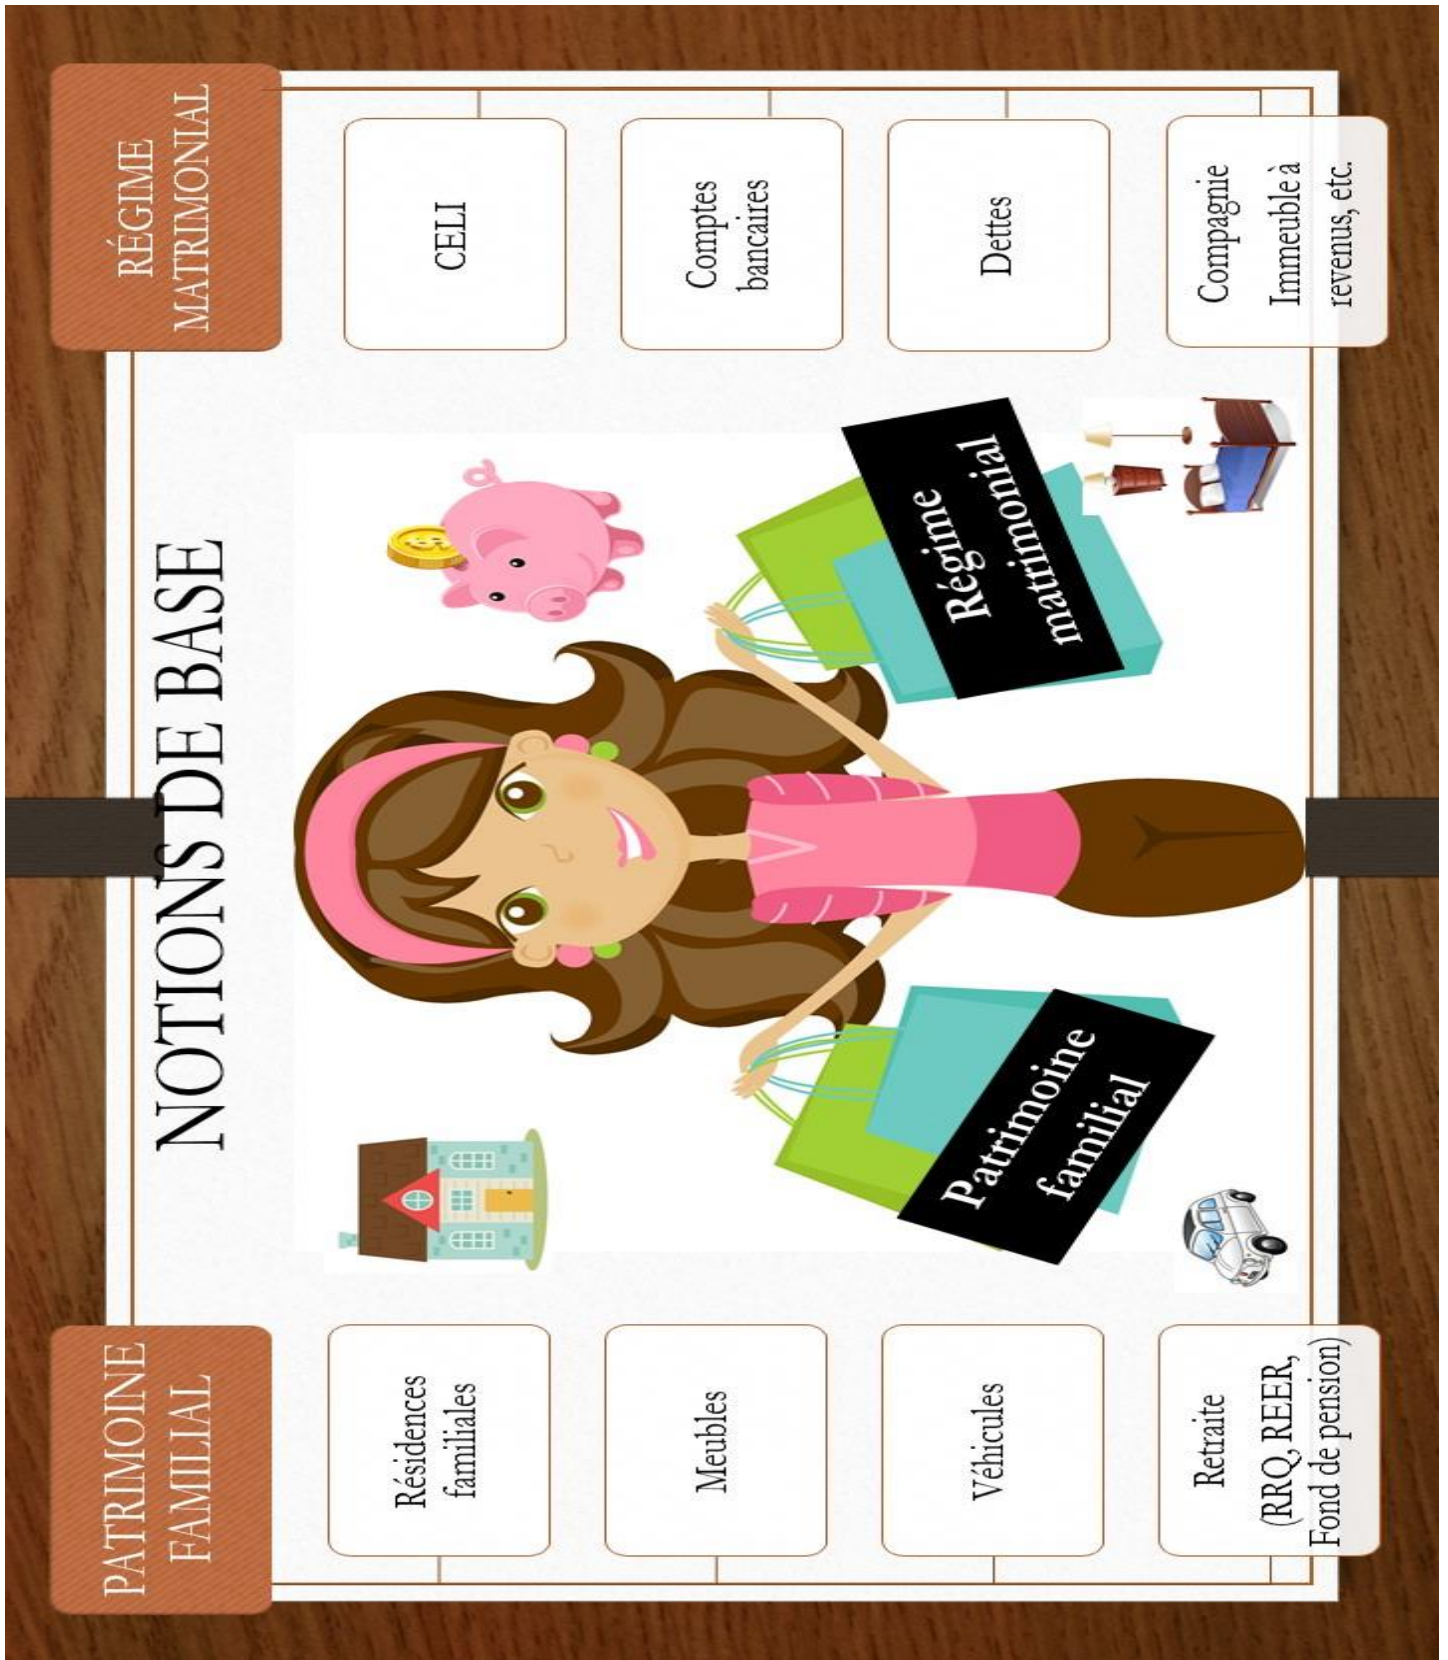 NOTIONS DE BASE
PATRIMOINE
FAMILIAL
Résidences
familiales
Meubles
Véhicules
Retraite
(RRQ, REER,
Fond de pension)
Patrimoine
familial
Régime
matrimonial
RÉGIME
MATRIMONIAL
CELI
Comptes
bancaires
Dettes
Compagnie
Immeuble à
revenus, etc.